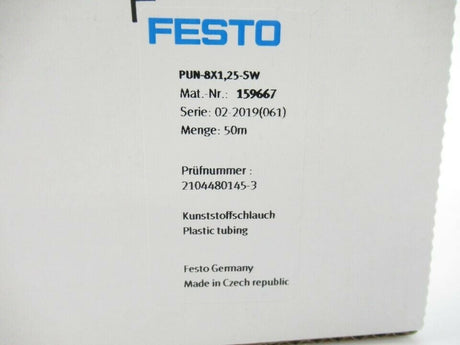 FESTO
PUN-8X1,25-SW
Mat.-Nr.: 159667
Serie: 02-2019(061)
Menge: 50m
Prüfnummer :
2104480145-3
Kunststoffschlauch
Plastic tubing
Festo Germany
Made in Czech republic